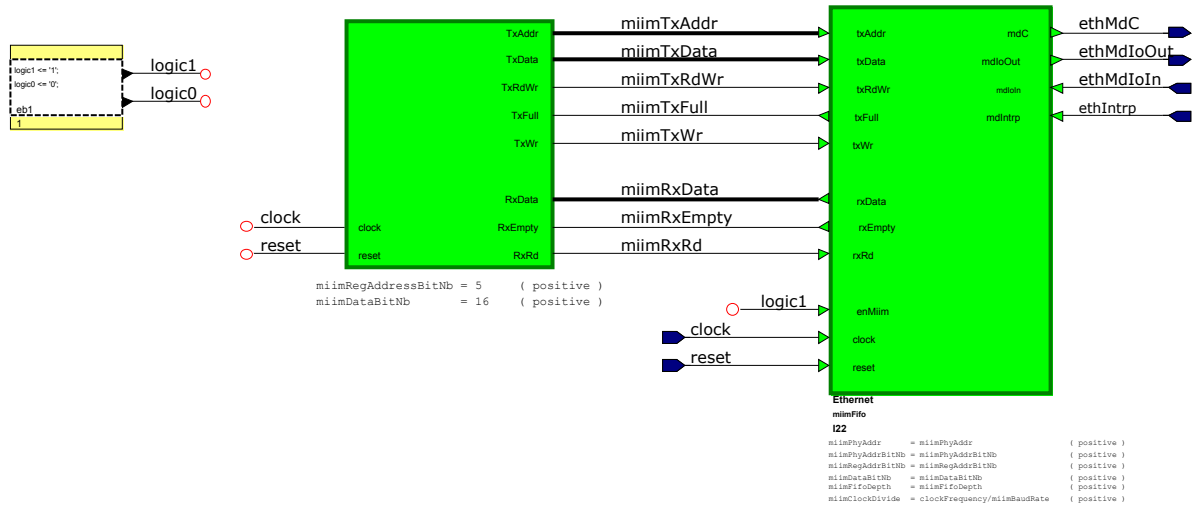 logic1 <= '1';
logic0 <= '0';
eb1
1
logic1
logic0
clock
reset
TxAddr
TxData
TxRdWr
TxFull
TxWr
RxData
clock RxEmpty
reset RxRd
miimRegAddressBitNb = 5 ( positive )
miimDataBitNb = 16 ( positive )
miimTxAddr
miimTxData
miimTxRdWr
miimTxFull
miimTxWr
miimRxData
miimRxEmpty
miimRxRd
logic1
clock
reset
txAddr mdC
txData mdIoOut
txRdWr mdIoIn
txFull mdIntrp
txWr
rxData
rxEmpty
rxRd
enMiim
clock
reset
ethMdC
ethMdIoOut
ethMdIoIn
ethIntrp
Ethernet
miimFifo
I22
miimPhyAddr = miimPhyAddr ( positive )
miimPhyAddrBitNb = miimPhyAddrBitNb ( positive )
miimRegAddrBitNb = miimRegAddrBitNb ( positive )
miimDataBitNb = miimDataBitNb ( positive )
miimFifoDepth = miimFifoDepth ( positive )
miimClockDivide = clockFrequency/miimBaudRate ( positive )